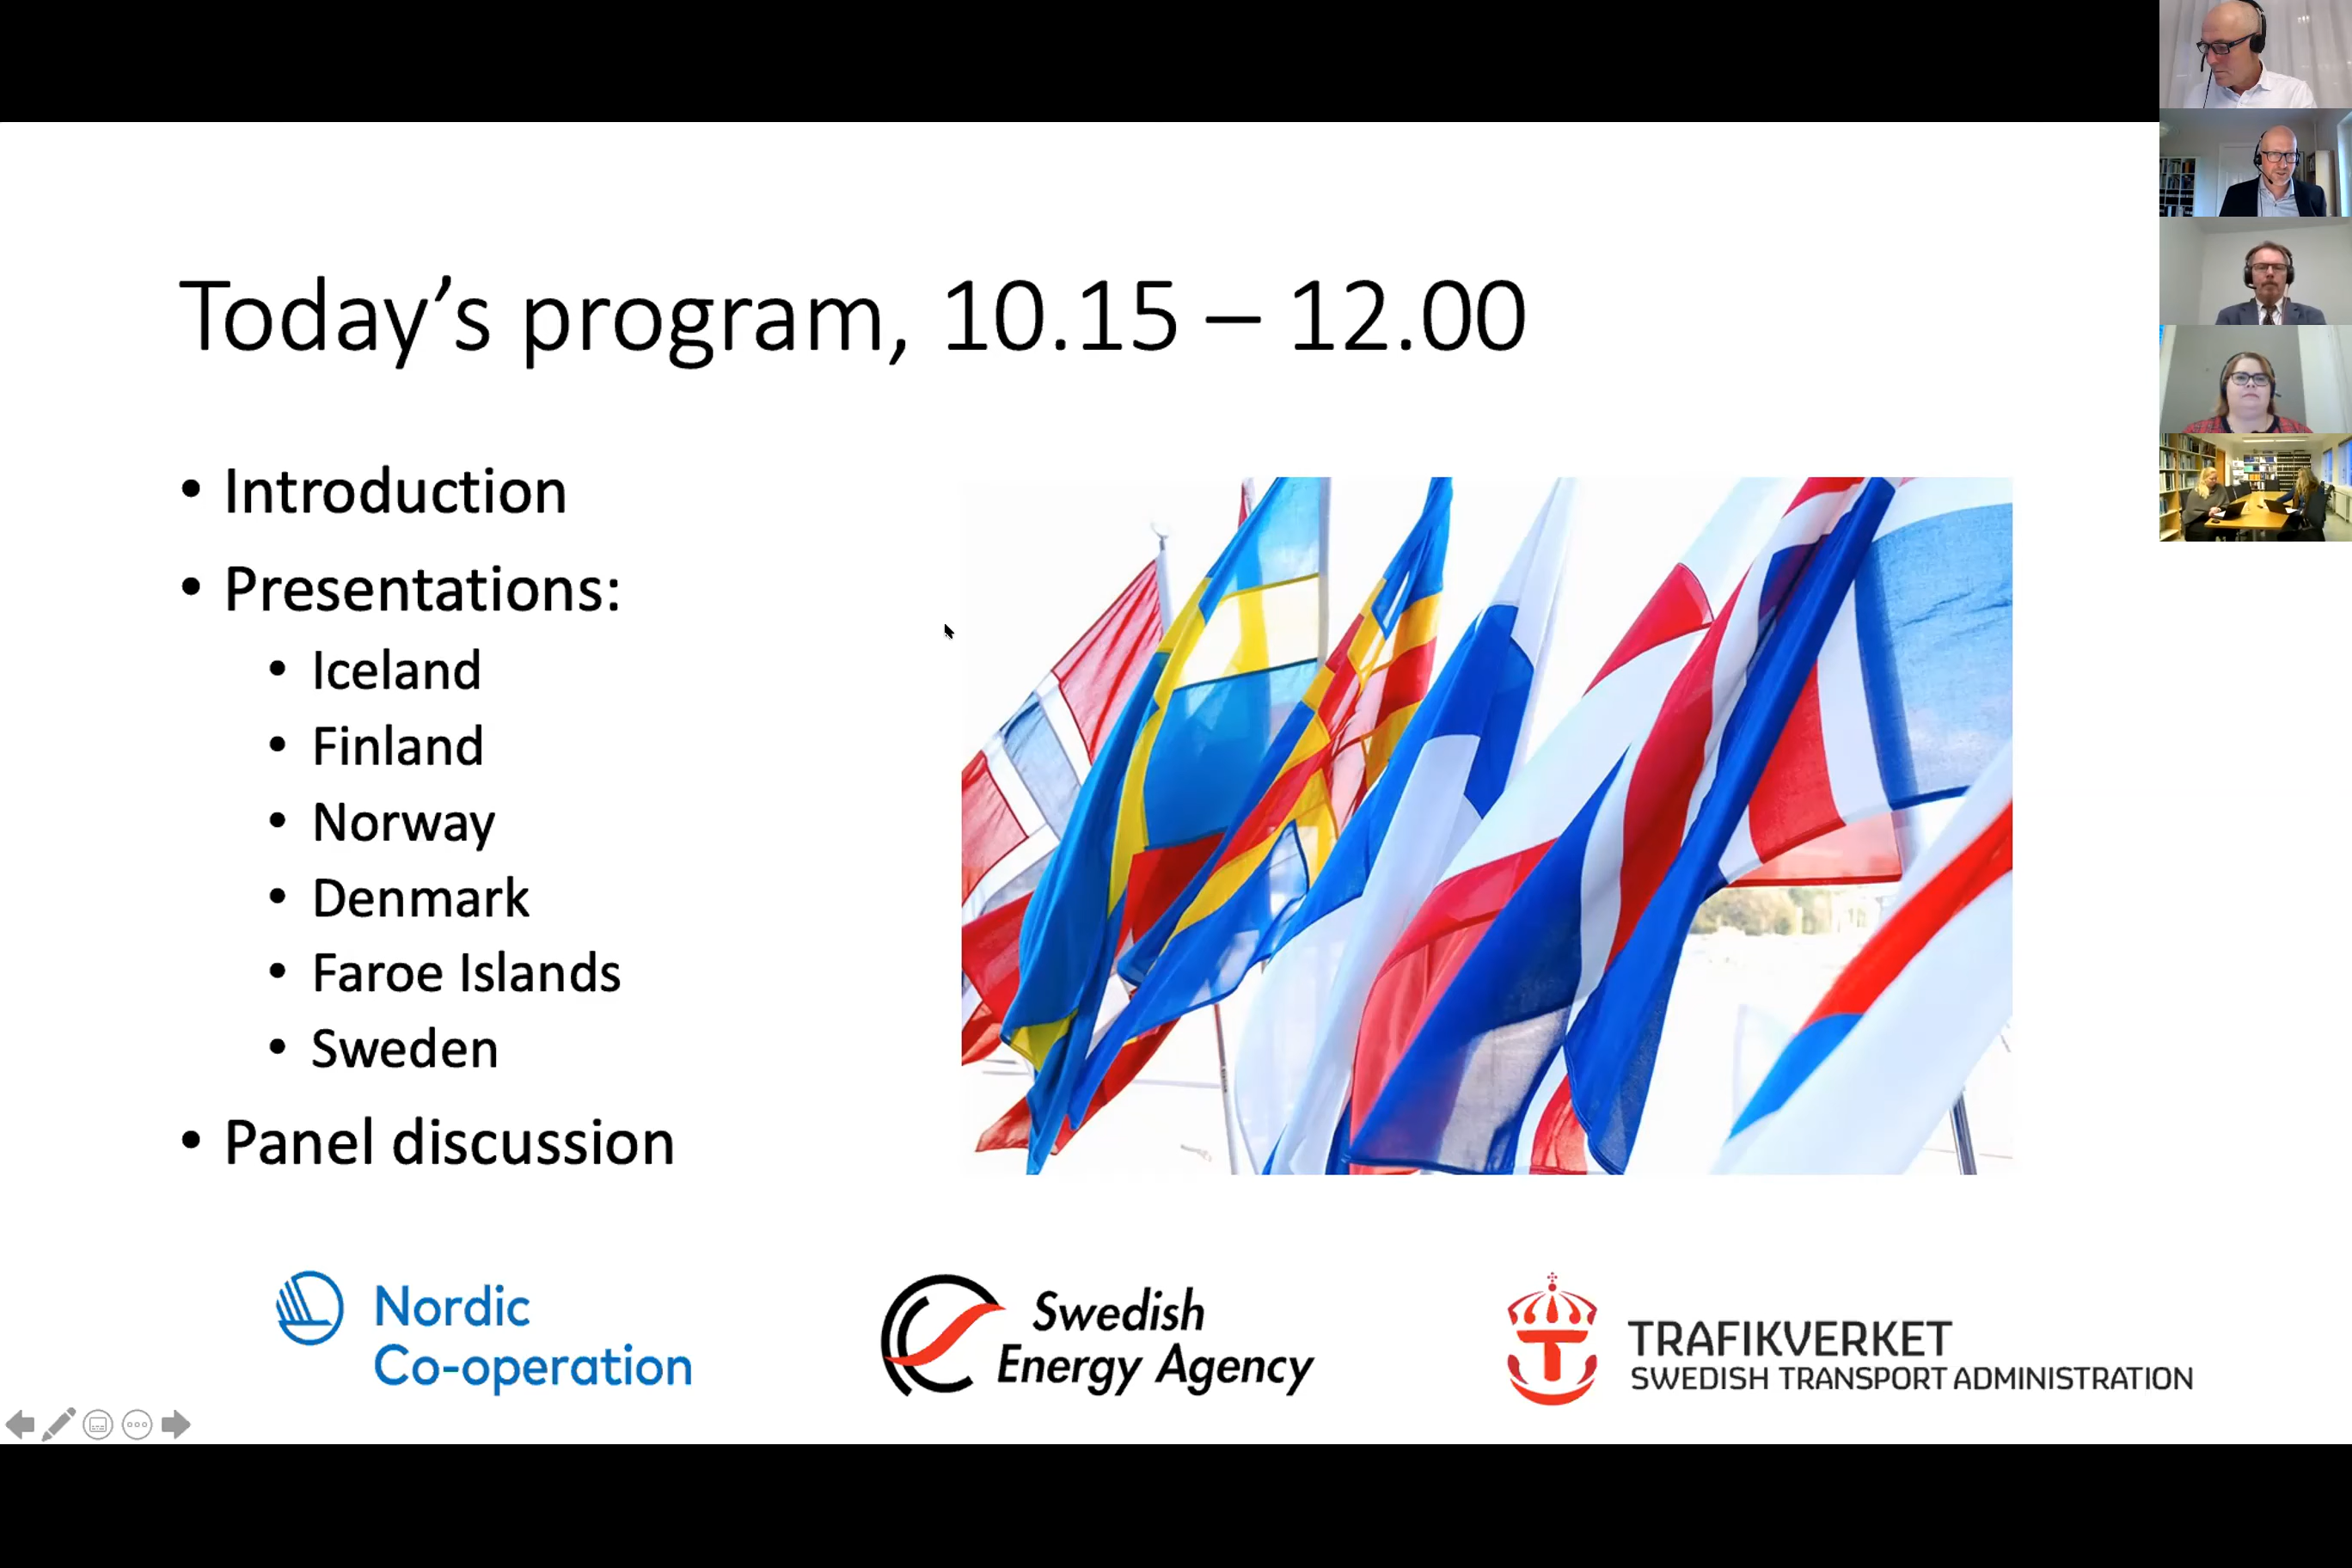 Today’s program, 10.15 – 12.00
• Introduction
• Presentations:
• Iceland
• Finland
• Norway
• Denmark
• Faroe Islands
• Sweden
• Panel discussion
Nordic
Co-operation
Swedish
Energy Agency
TRAFIKVERKET
SWEDISH TRANSPORT ADMINISTRATION